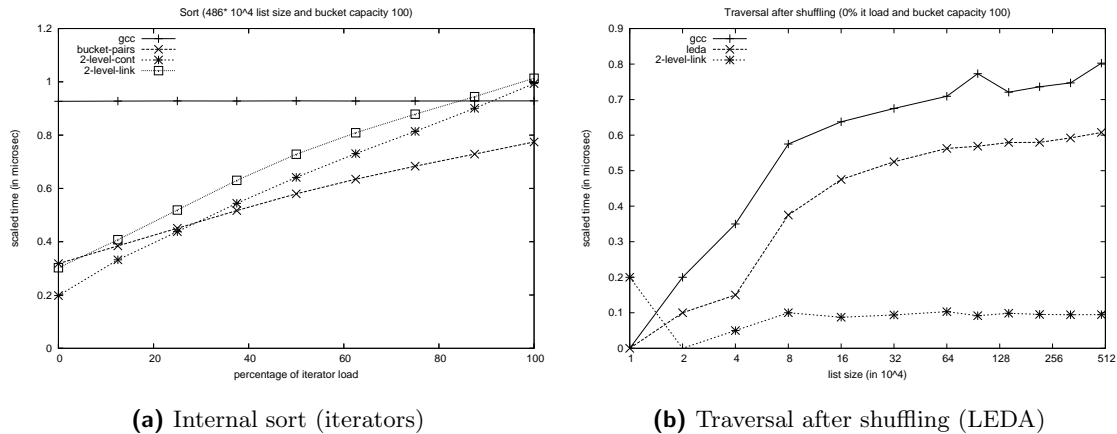 Sort (486* 10^4 list size and bucket capacity 100)
1.2
1
0.8
0.6
0.4
0.2
0
scaled time (in microsec)
gcc
bucket-pairs
2-level-cont
2-level-link
0
20
40
60
80
100
percentage of iterator load
(a) Internal sort (iterators)
Traversal after shuffling (0% it load and bucket capacity 100)
0.9
0.8
0.7
0.6
0.5
0.4
0.3
0.2
0.1
0
scaled time (in microsec)
gcc
leda
2-level-link
1
2
4
8
16
32
64
128
256
512
list size (in 10^4)
(b) Traversal after shuffling (LEDA)